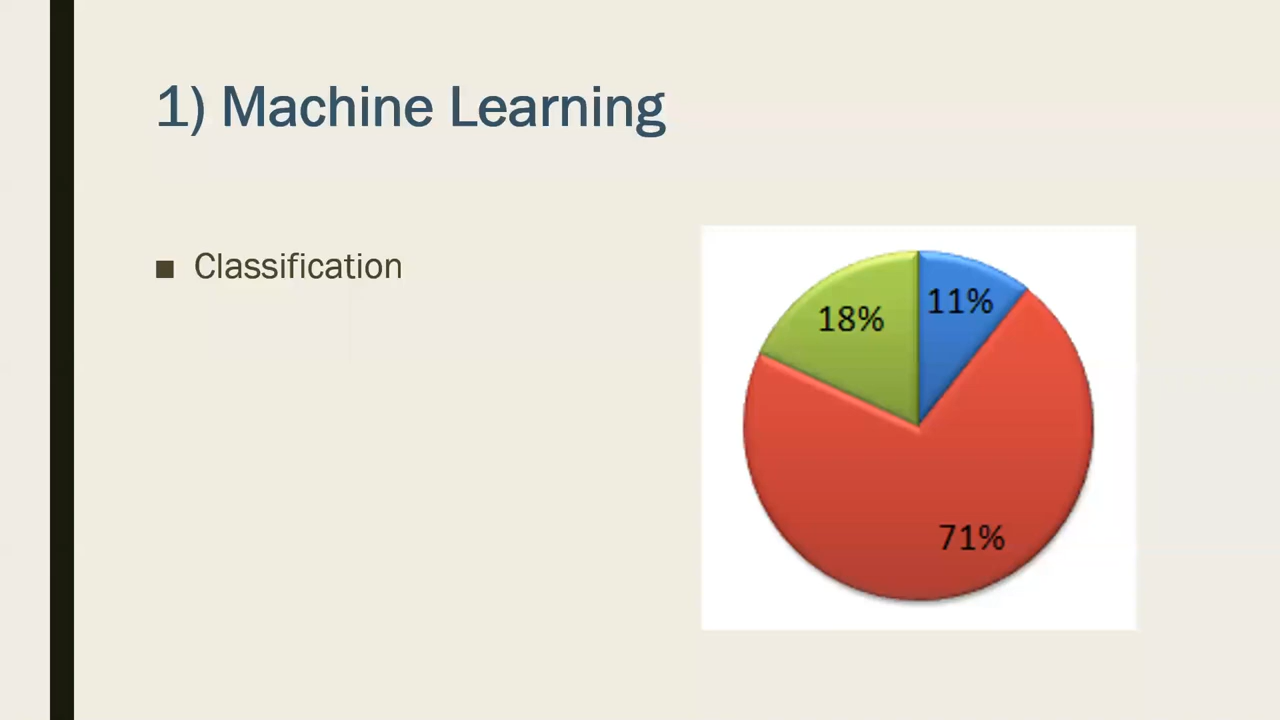 1) Machine Learning
■ Classification
18%
11%
71%